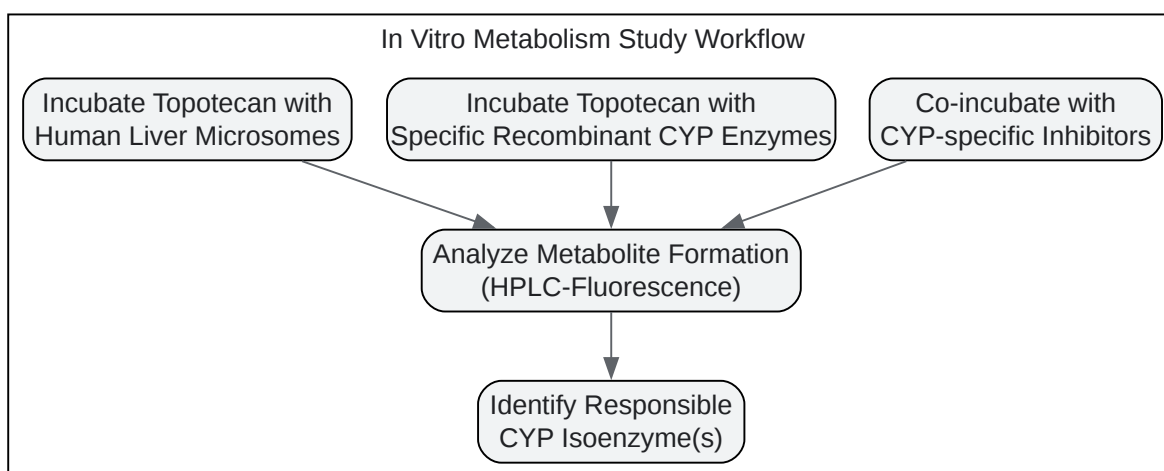 In Vitro Metabolism Study Workflow
Incubate Topotecan with
Human Liver Microsomes
Incubate Topotecan with
Specific Recombinant CYP Enzymes
Co-incubate with
CYP-specific Inhibitors
Analyze Metabolite Formation
(HPLC-Fluorescence)
Identify Responsible
CYP Isoenzyme(s)